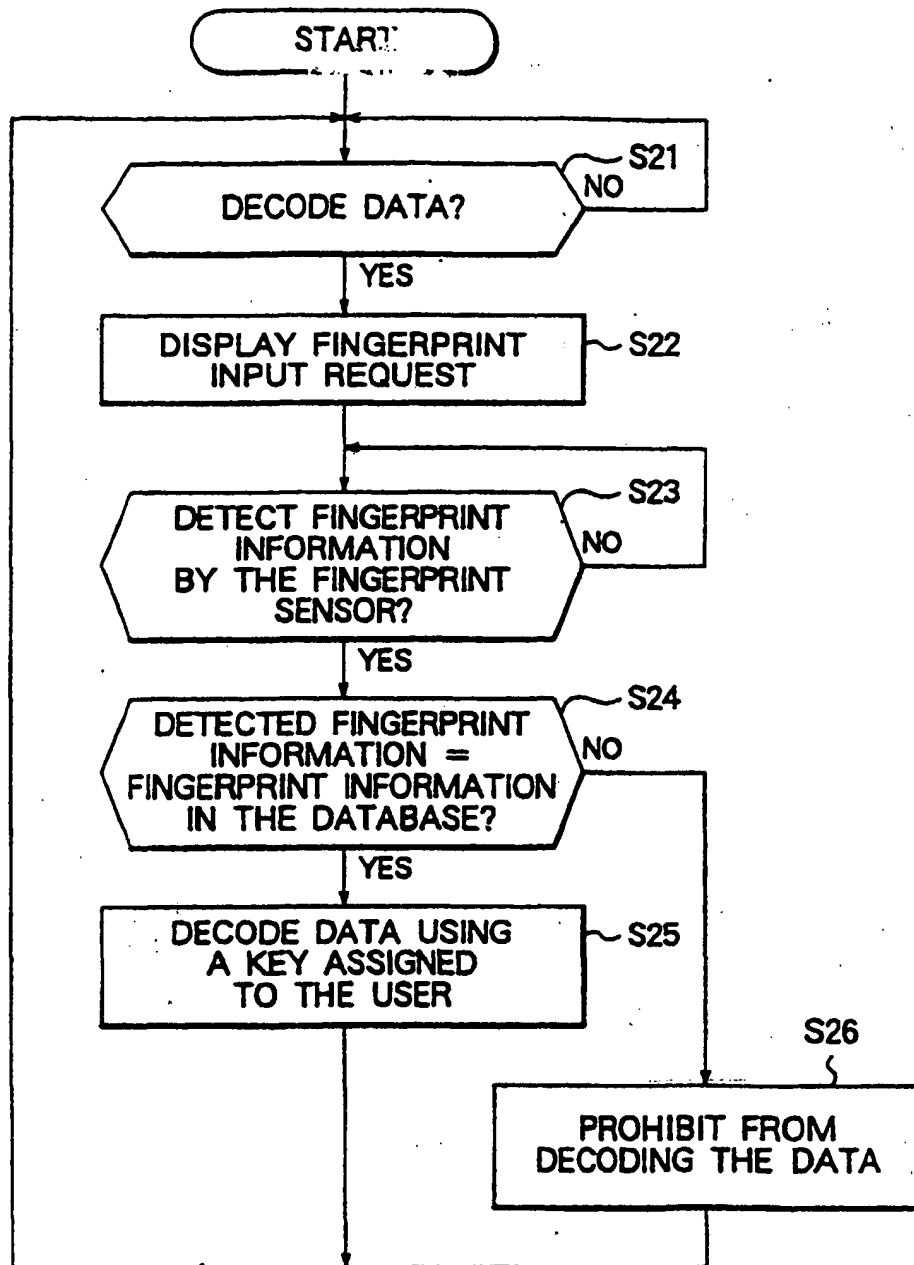 START
S21
NO
DECODE DATA?
YES
DISPLAY FINGERPRINT
INPUT REQUEST
S22
S23
DETECT FINGERPRINT
INFORMATION
BY THE FINGERPRINT
SENSOR?
NO
YES
S24
DETECTED FINGERPRINT
INFORMATION =
FINGERPRINT INFORMATION
IN THE DATABASE?
NO
YES
DECODE DATA USING
A KEY ASSIGNED
TO THE USER
S25
S26
PROHIBIT FROM
DECODING THE DATA